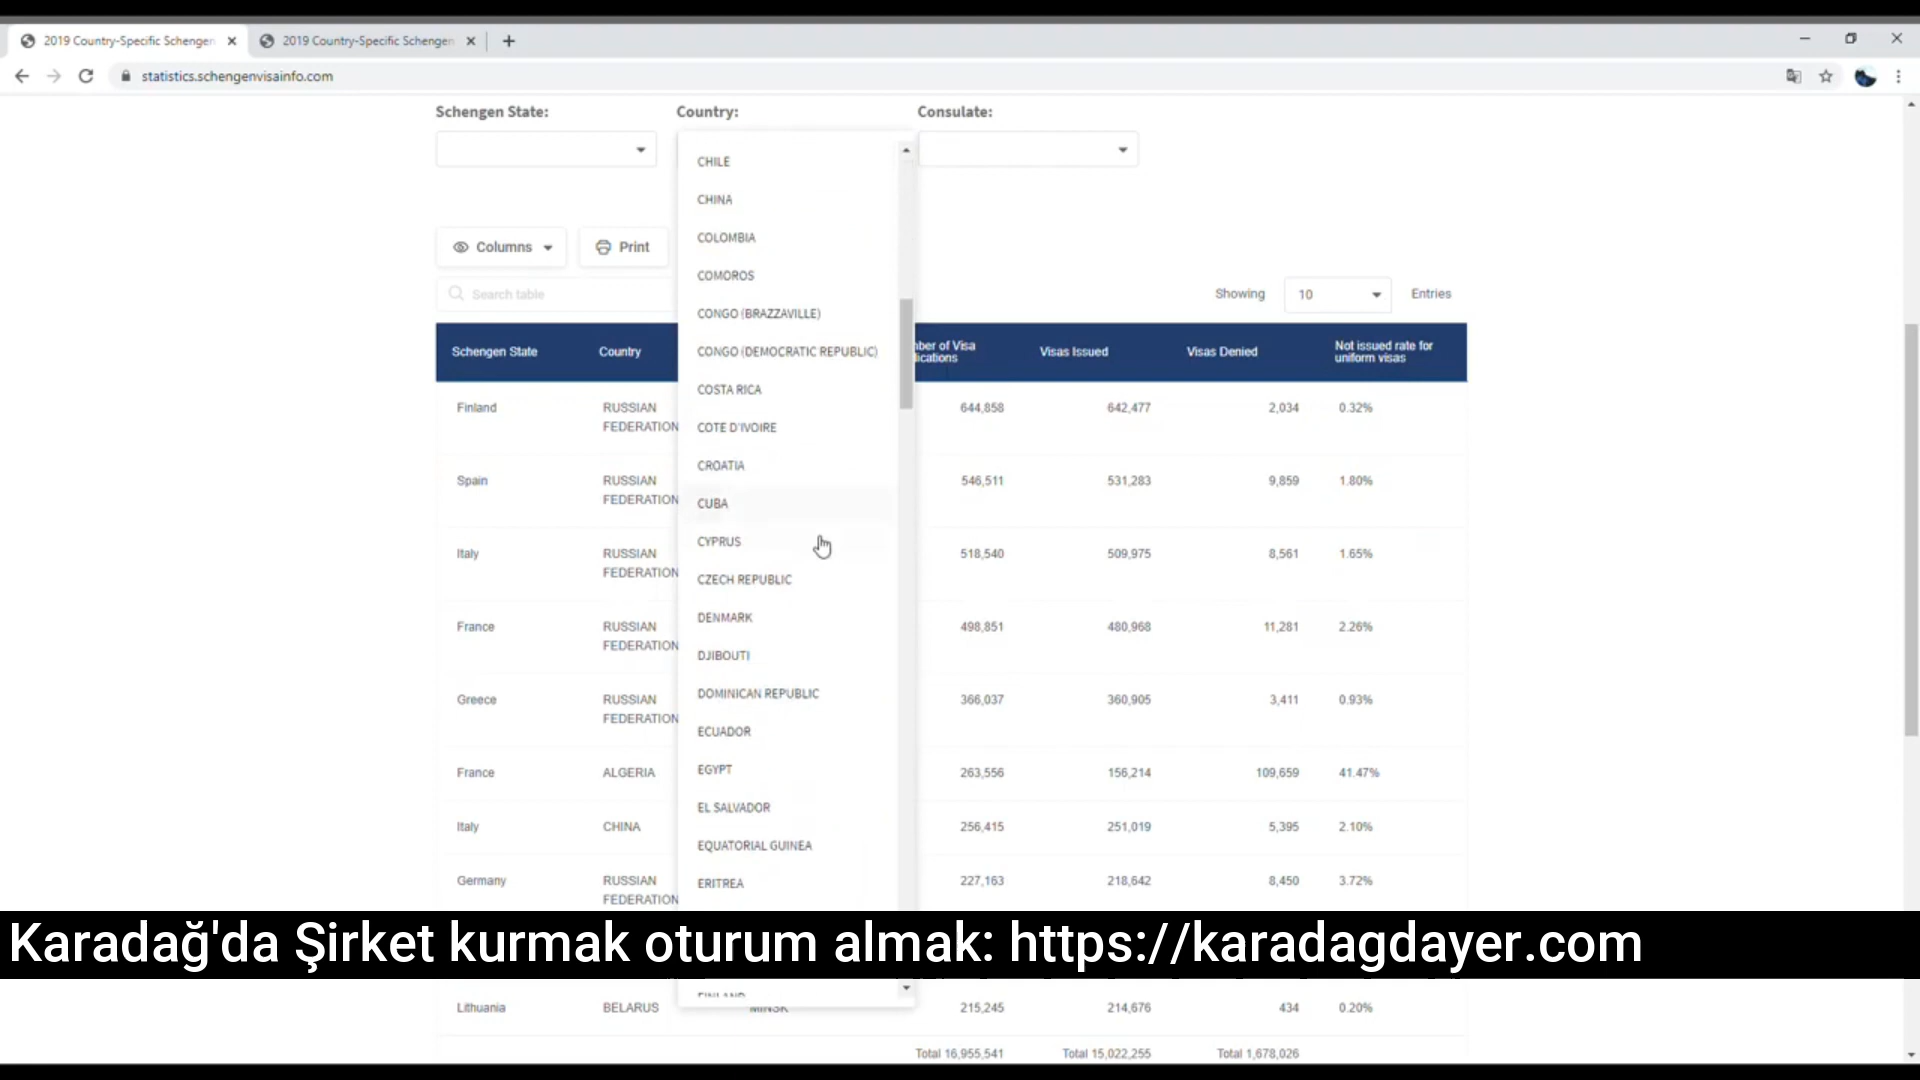 2019 Country-Specific Schengen
2019 Country-Specific Schengen
statistics.schengenvisainfo.com
Schengen State:
Country:
Consulate:
CHILE
CHINA
COLOMBIA
COMOROS
CONGO (BRAZZAVILLE)
CONGO (DEMOCRATIC REPUBLIC)
COSTA RICA
COTE D'IVOIRE
CROATIA
CUBA
CYPRUS
CZECH REPUBLIC
DENMARK
DJIBOUTI
DOMINICAN REPUBLIC
ECUADOR
EGYPT
EL SALVADOR
EQUATORIAL GUINEA
ERITREA
FINLAND
Columns
Print
Search table
Showing 10 Entries
Schengen State Country Visas Issued Visas Denied Not issued rate for
uniform visas
Finland RUSSIAN FEDERATION 644,858 642,477 2,034 0.32%
Spain RUSSIAN FEDERATION 546,511 531,283 9,859 1.80%
Italy RUSSIAN FEDERATION 518,540 509,975 8,561 1.65%
France RUSSIAN FEDERATION 498,851 480,968 11,281 2.26%
Greece RUSSIAN FEDERATION 366,037 360,905 3,411 0.93%
France ALGERIA 263,556 156,214 109,659 41.47%
Italy CHINA 256,415 251,019 5,395 2.10%
Germany RUSSIAN FEDERATION 227,163 218,642 8,450 3.72%
Karadağ'da Şirket kurmak oturum almak: https://karadagdayer.com
Lithuania BELARUS MINSK 215,245 214,676 434 0.20%
Total 16,955,541 Total 15,022,255 Total 1,678,026